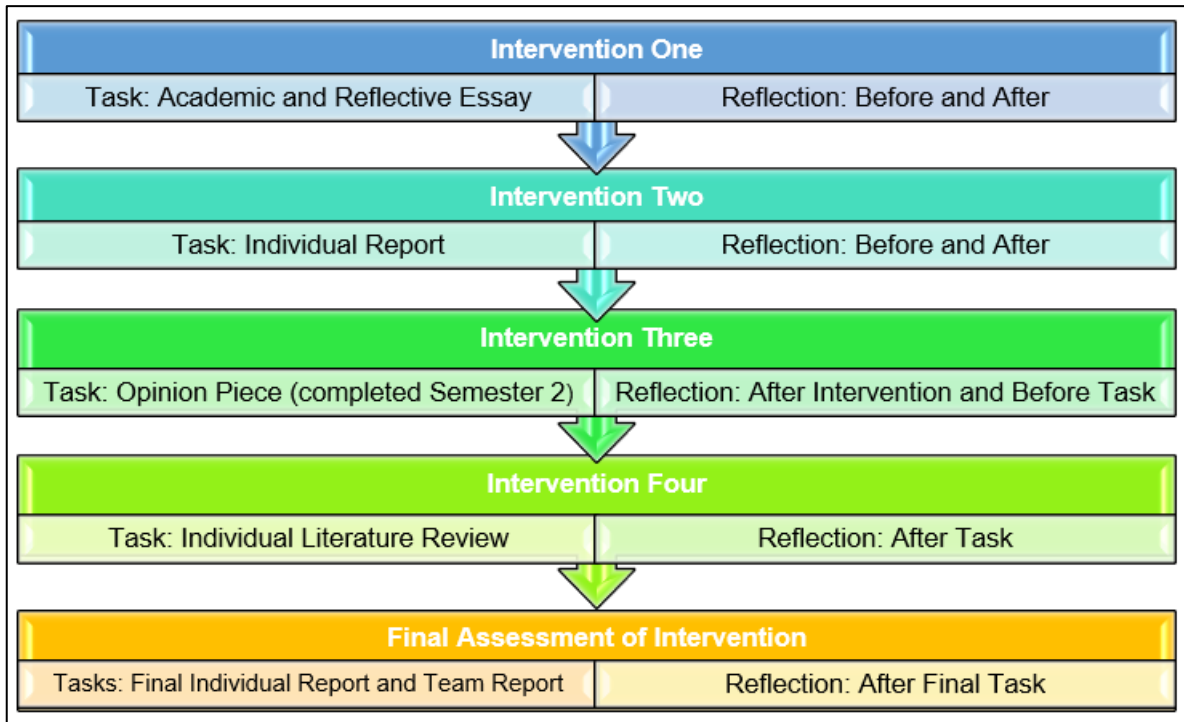 Intervention One
Task: Academic and Reflective Essay
Reflection: Before and After
Intervention Two
Task: Individual Report
Reflection: Before and After
Intervention Three
Task: Opinion Piece (completed Semester 2)
Reflection: After Intervention and Before Task
Intervention Four
Task: Individual Literature Review
Reflection: After Task
Final Assessment of Intervention
Tasks: Final Individual Report and Team Report
Reflection: After Final Task